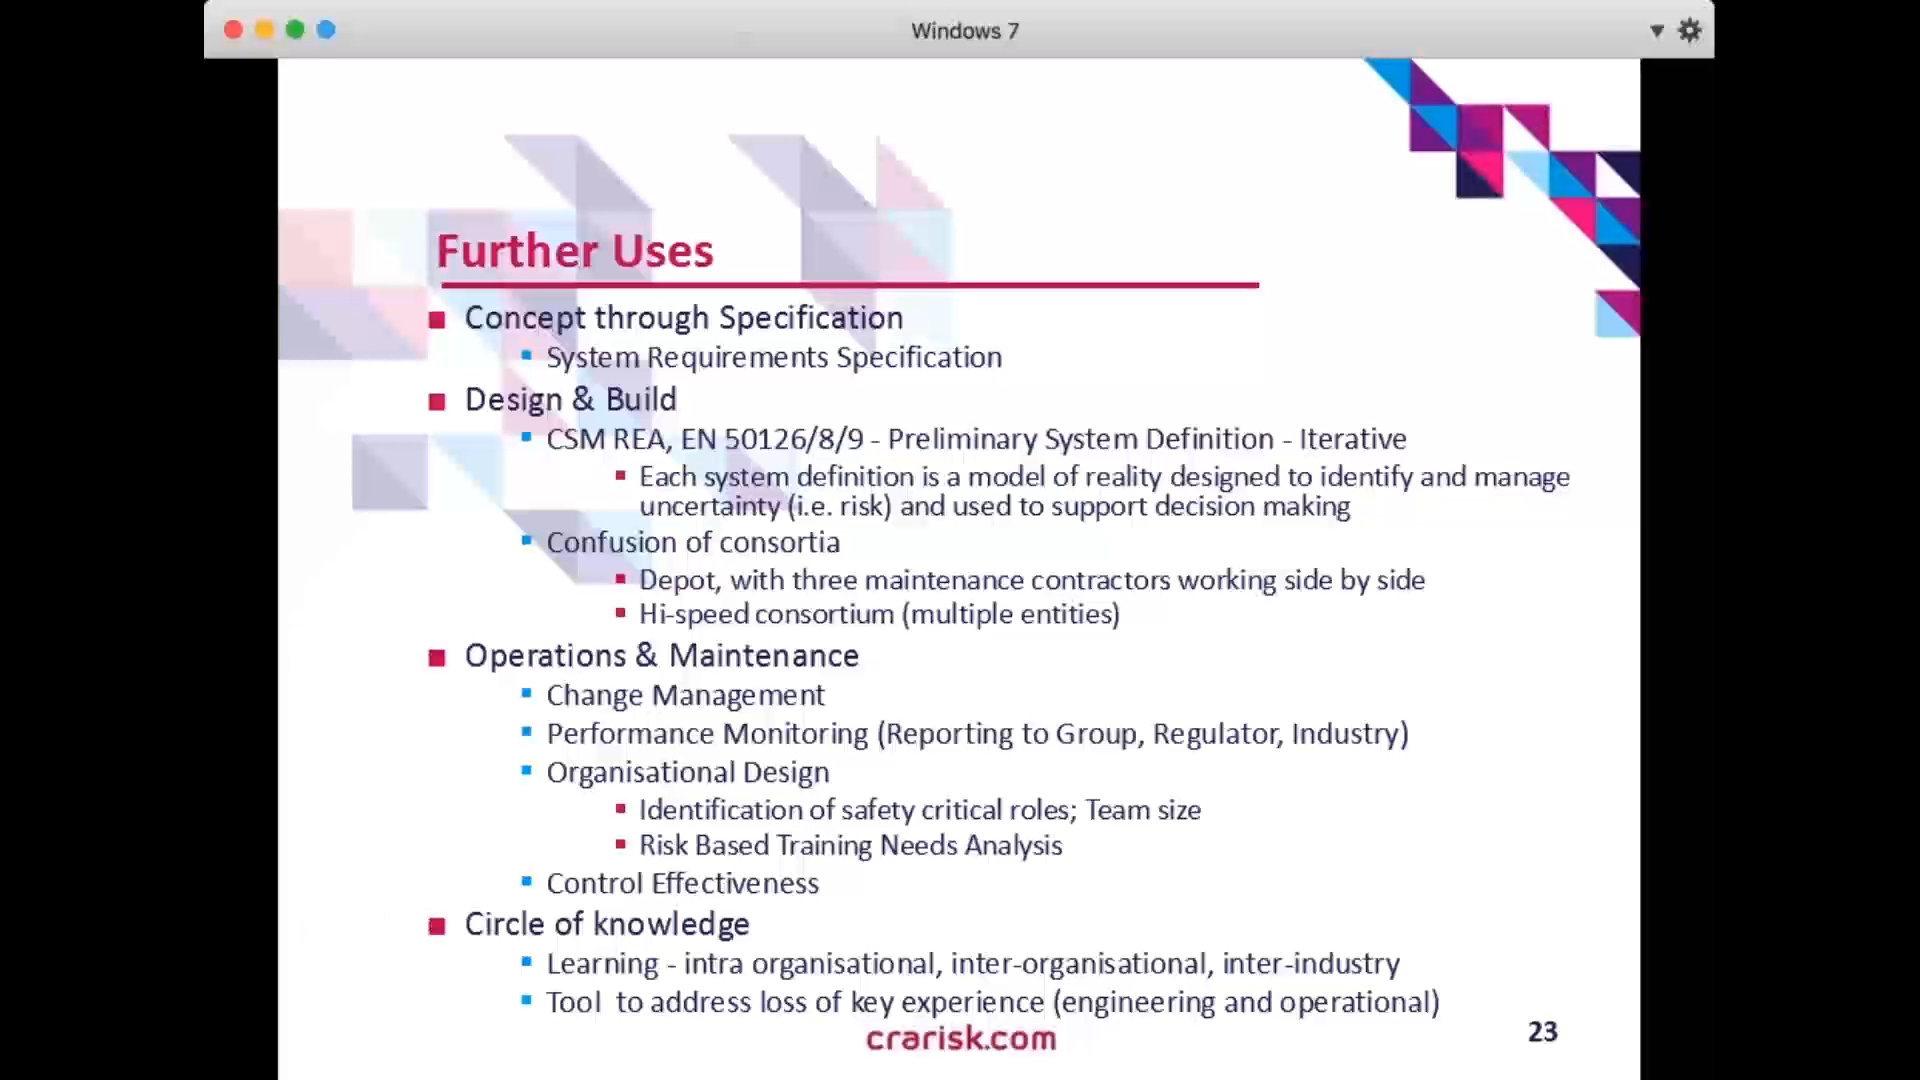 Windows 7
Further Uses
Concept through Specification
System Requirements Specification
Design & Build
CSM REA, EN 50126/8/9 - Preliminary System Definition - Iterative
Each system definition is a model of reality designed to identify and manage
uncertainty (i.e. risk) and used to support decision making
Confusion of consortia
Depot, with three maintenance contractors working side by side
Hi-speed consortium (multiple entities)
Operations & Maintenance
Change Management
Performance Monitoring (Reporting to Group, Regulator, Industry)
Organisational Design
Identification of safety critical roles; Team size
Risk Based Training Needs Analysis
Control Effectiveness
Circle of knowledge
Learning - intra organisational, inter-organisational, inter-industry
Tool to address loss of key experience (engineering and operational)
crarisk.com
23